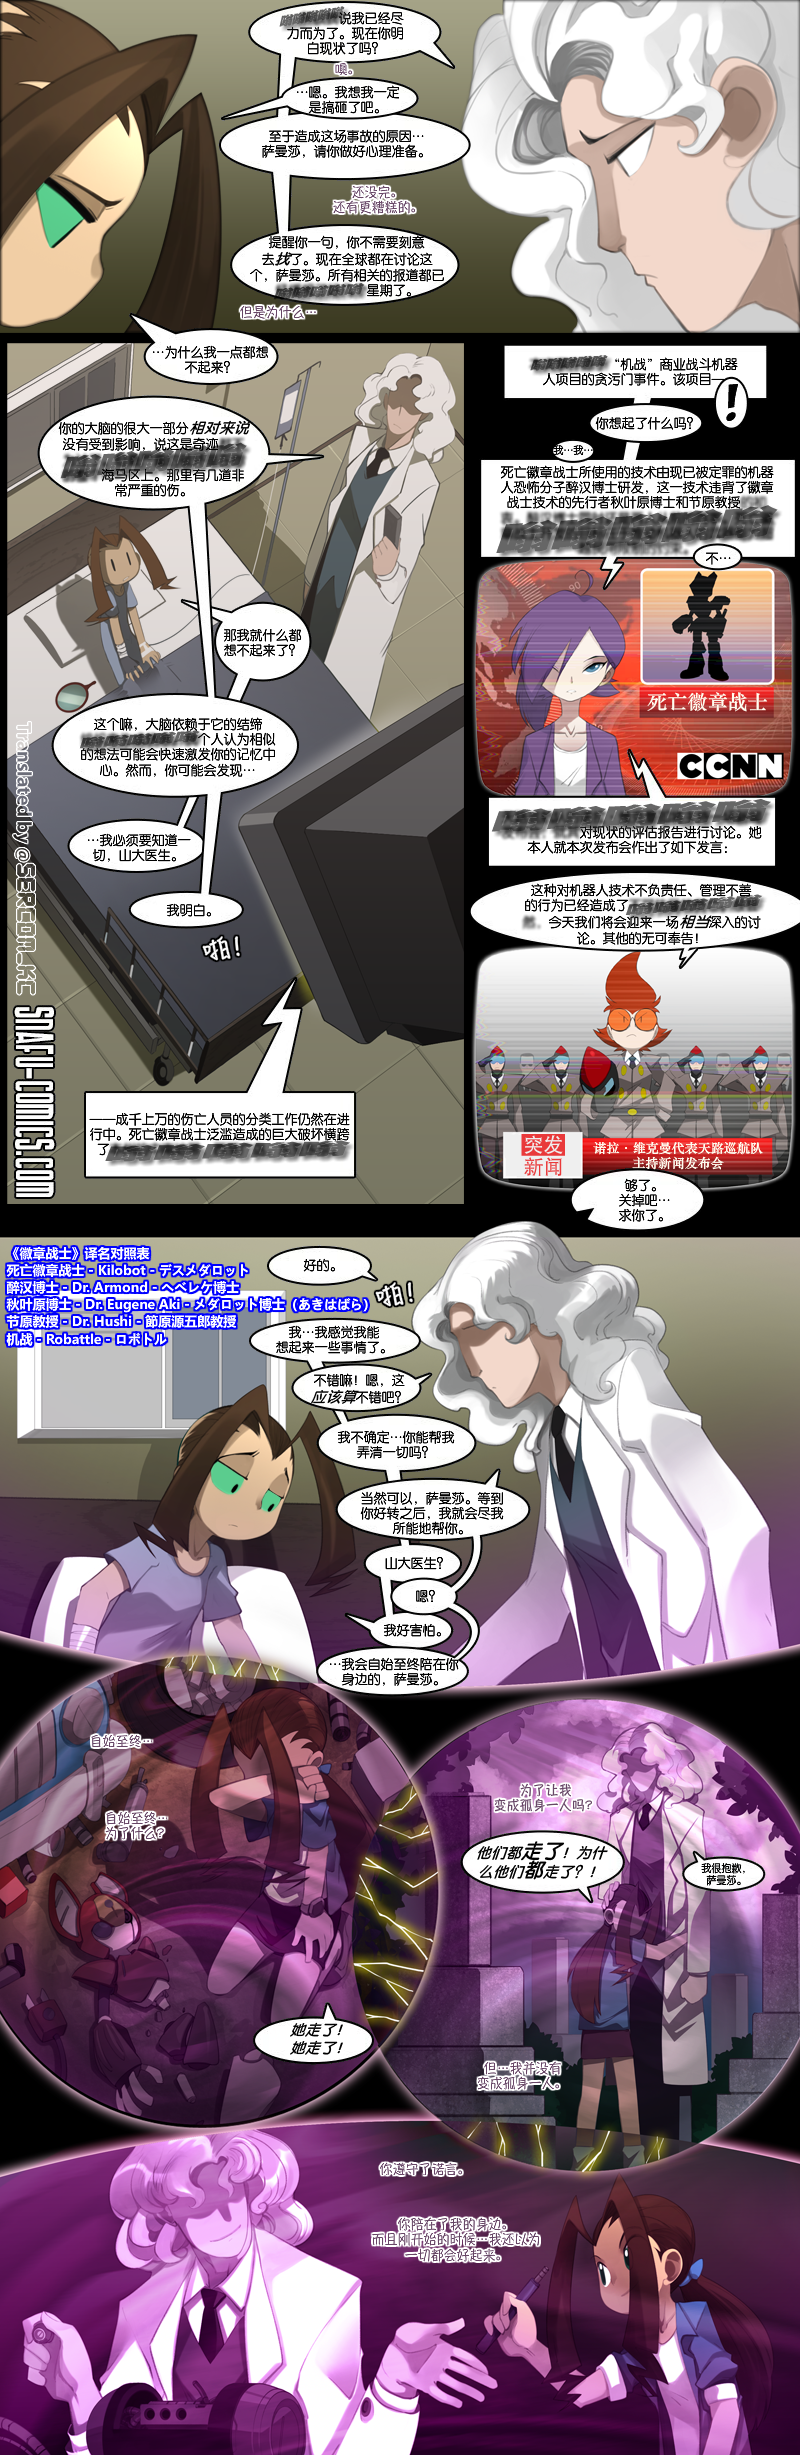 说我已经尽
力而为了。现在你明
白现状了吗？
噢。
…嗯。我想我一定
是搞砸了吧。
至于造成这场事故的原因…
萨曼莎，请你做好心理准备。
还没完。
还有更糟糕的。
提醒你一句，你不需要刻意
去找了。现在全球都在讨论这
个，萨曼莎。所有相关的报道都已
星期了。
但是为什么…
…为什么我一点都想
不起来？
你的大脑的很大一部分相对来说
没有受到影响，说这是奇迹
海马区上。那里有几道非
常严重的伤。
那我就什么都
想不起来了？
这个嘛，大脑依赖于它的结缔
个人认为相似
的想法可能会快速激发你的记忆中
心。然而，你可能会发现…
…我必须要知道一
切，山大医生。
我明白。
啪！
——成千上万的伤亡人员的分类工作仍然在进
行中。死亡徽章战士泛滥造成的巨大破坏横跨
了
Translated by @SERCOM_KC
SNAFU-COMICS.COM
“机战”商业战斗机器
人项目的贪污门事件。该项目—
！
你想起了什么吗？
我…我…
死亡徽章战士所使用的技术由现已被定罪的机器
人恐怖分子醉汉博士研发，这一技术违背了徽章
战士技术的先行者秋叶原博士和节原教授
不…
死亡徽章战士
CCNN
对现状的评估报告进行讨论。她
本人就本次发布会作出了如下发言：
这种对机器人技术不负责任、管理不善
的行为已经造成了
今天我们将会迎来一场相当深入的讨
论。其他的无可奉告！
突发
新闻
诺拉·维克曼代表天路巡航队
主持新闻发布会
够了。
关掉吧…
求你了。
《徽章战士》译名对照表
死亡徽章战士 - Kilobot - デスメダロット
醉汉博士 - Dr. Armond - ヘベレケ博士
秋叶原博士 - Dr. Eugene Aki - メダロット博士（あきはばら）
节原教授 - Dr. Hushi - 節原源五郎教授
机战 - Robattle - ロボトル
好的。
啪！
我…我感觉我能
想起来一些事情了。
不错嘛！嗯，这
应该算不错吧？
我不确定…你能帮我
弄清一切吗？
当然可以，萨曼莎。等到
你好转之后，我就会尽我
所能地帮你。
山大医生？
嗯？
我好害怕。
…我会自始至终陪在你
身边的，萨曼莎。
自始至终…
自始至终…
为了什么？
她走了！
她走了！
为了让我
变成孤身一人吗？
他们都走了！为什
么他们都走了？！
我很抱歉，
萨曼莎。
但…我并没有
变成孤身一人。
你遵守了诺言。
你陪在了我的身边。
而且刚开始的时候…我还以为
一切都会好起来。